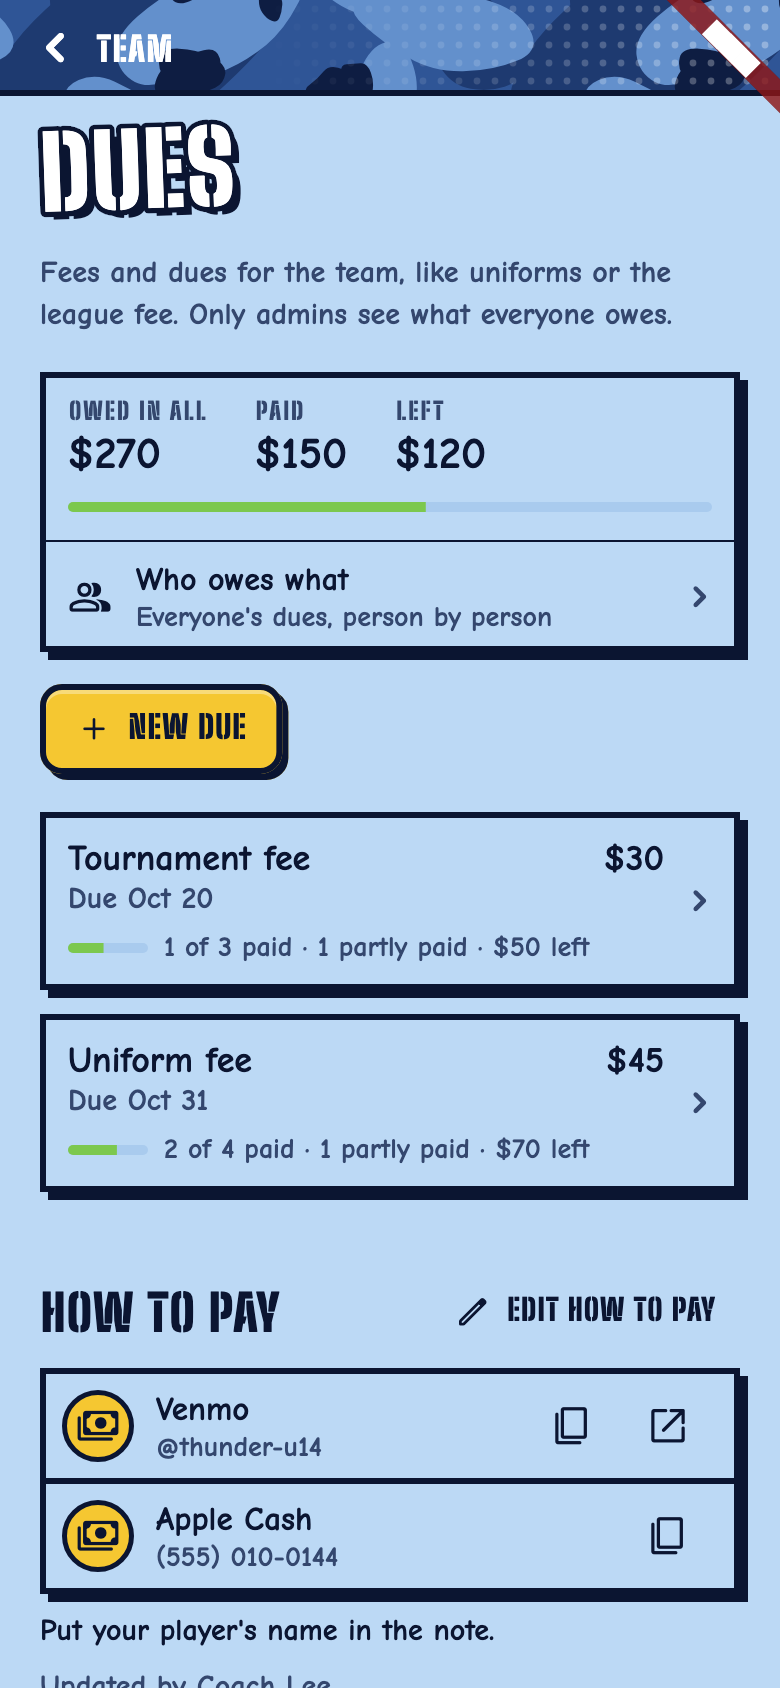 TEAM
DUES
Fees and dues for the team, like uniforms or the
league fee. Only admins see what everyone owes.
OWED IN ALL PAID LEFT
$270 $150 $120
Who owes what
Everyone's dues, person by person
+ NEW DUE
Tournament fee $30
Due Oct 20
1 of 3 paid · 1 partly paid · $50 left
Uniform fee $45
Due Oct 31
2 of 4 paid · 1 partly paid · $70 left
HOW TO PAY EDIT HOW TO PAY
Venmo
@thunder-u14
Apple Cash
(555) 010-0144
Put your player's name in the note.
Updated by Coach Lee